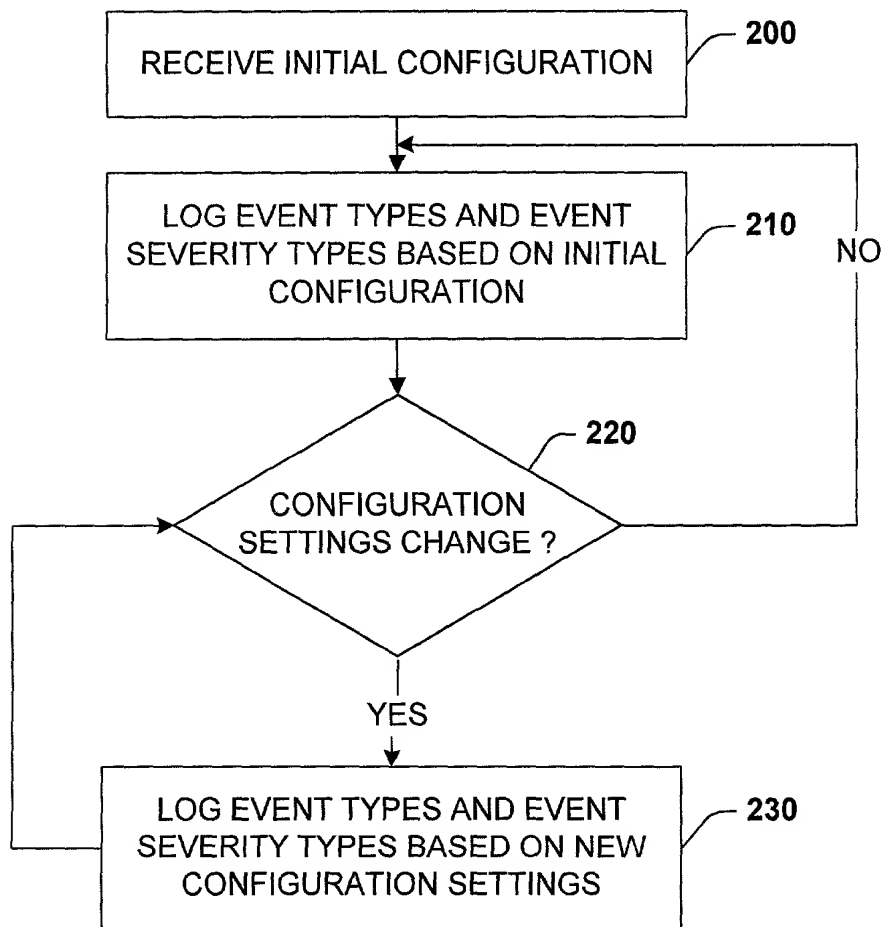 RECEIVE INITIAL CONFIGURATION
200
LOG EVENT TYPES AND EVENT
SEVERITY TYPES BASED ON INITIAL
CONFIGURATION
210
NO
220
CONFIGURATION
SETTINGS CHANGE ?
YES
LOG EVENT TYPES AND EVENT
SEVERITY TYPES BASED ON NEW
CONFIGURATION SETTINGS
230